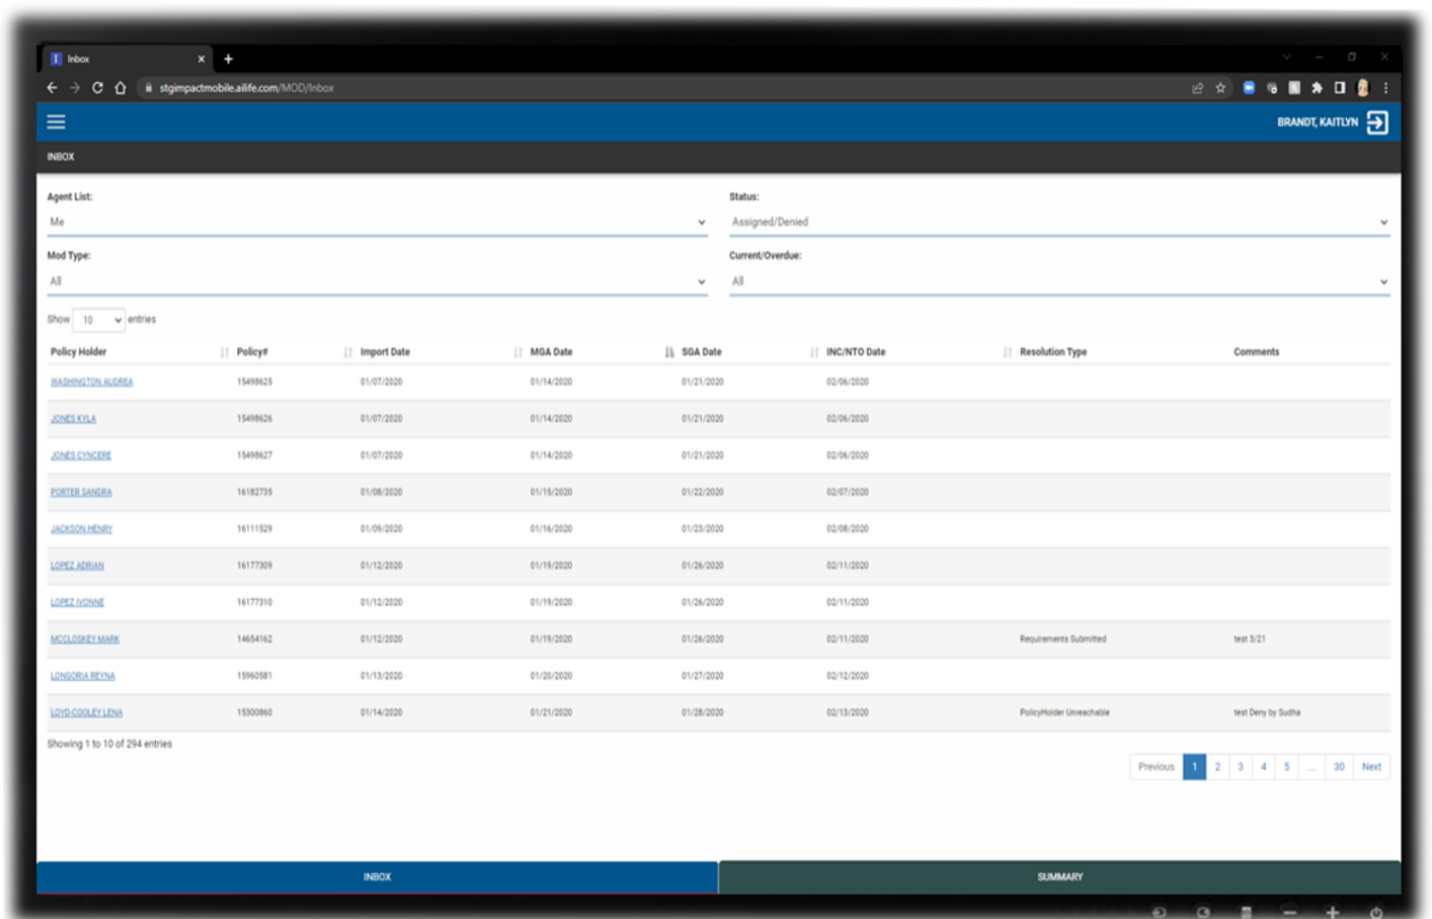 Inbox
stgimpactmobile.ailife.com/MOD/Inbox
BRANDT, KAITLYN
INBOX
Agent List: Status:
Me Assigned/Denied
Mod Type: Current/Overdue:
All All
Show 10 entries
Policy Holder Policy# Import Date MGA Date SGA Date INC/NTO Date Resolution Type Comments
WASHINGTON AUDREA 15498625 01/07/2020 01/14/2020 01/21/2020 02/06/2020
JONES KYLA 15498626 01/07/2020 01/14/2020 01/21/2020 02/06/2020
JONES CYNCERE 15498627 01/07/2020 01/14/2020 01/21/2020 02/06/2020
PORTER SANDRA 16182735 01/08/2020 01/15/2020 01/22/2020 02/07/2020
JACKSON HENRY 16111529 01/09/2020 01/16/2020 01/23/2020 02/08/2020
LOPEZ ADRIAN 16177309 01/12/2020 01/19/2020 01/26/2020 02/11/2020
LOPEZ IVONNE 16177310 01/12/2020 01/19/2020 01/26/2020 02/11/2020
MCCLOSKEY MARK 14654162 01/12/2020 01/19/2020 01/26/2020 02/11/2020 Requirements Submitted test 3/21
LONGORIA REYNA 15960581 01/13/2020 01/20/2020 01/27/2020 02/12/2020
LOYD-COOLEY LENA 15300860 01/14/2020 01/21/2020 01/28/2020 02/13/2020 PolicyHolder Unreachable test Deny by Sudha
Showing 1 to 10 of 294 entries
Previous 1 2 3 4 5 ... 30 Next
INBOX SUMMARY